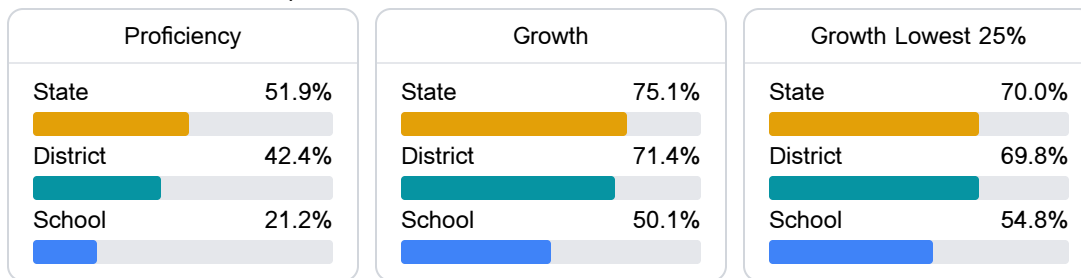 Proficiency
State 51.9%
District 42.4%
School 21.2%
Growth
State 75.1%
District 71.4%
School 50.1%
Growth Lowest 25%
State 70.0%
District 69.8%
School 54.8%